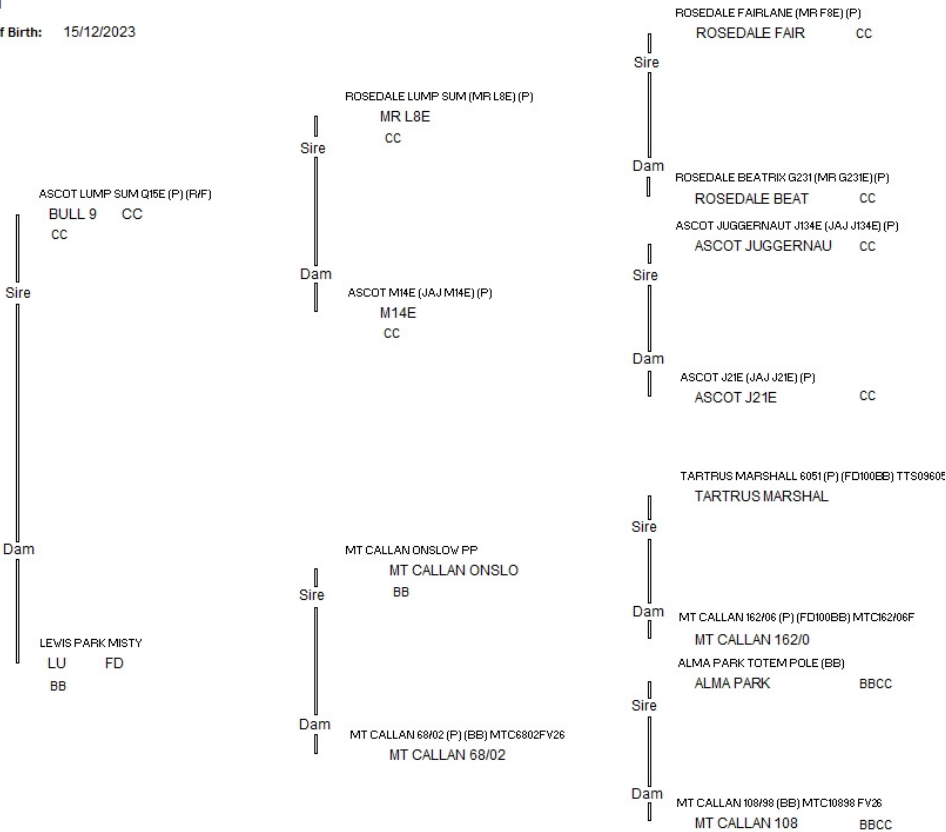 f Birth: 15/12/2023
ASCOT LUMP SUM Q15E (P) (R/F)
BULL 9 CC
CC
Sire
Dam
LEWIS PARK MISTY
LU FD
BB
ROSEDALE LUMP SUM (MR L8E) (P)
MR L8E
CC
Sire
Dam
ASCOT M14E (JAJ M14E) (P)
M14E
CC
MT CALLAN ONSLOW PP
MT CALLAN ONSLO
BB
Sire
Dam
MT CALLAN 68/02 (P) (BB) MTC6802FV26
MT CALLAN 68/02
ROSEDALE FAIRLANE (MR F8E) (P)
ROSEDALE FAIR CC
Sire
Dam
ROSEDALE BEATRIX G231 (MR G231E) (P)
ROSEDALE BEAT CC
ASCOT JUGGERNAUT J134E (JAJ J134E) (P)
ASCOT JUGGERNAU CC
Sire
Dam
ASCOT J21E (JAJ J21E) (P)
ASCOT J21E CC
TARTRUS MARSHALL 6051 (P) (FD100BB) TTS09605
TARTRUS MARSHAL
Sire
Dam
MT CALLAN 162/06 (P) (FD100BB) MTC162/06F
MT CALLAN 162/0
ALMA PARK TOTEM POLE (BB)
ALMA PARK BBCC
Sire
Dam
MT CALLAN 108/98 (BB) MTC10898 FV26
MT CALLAN 108 BBCC